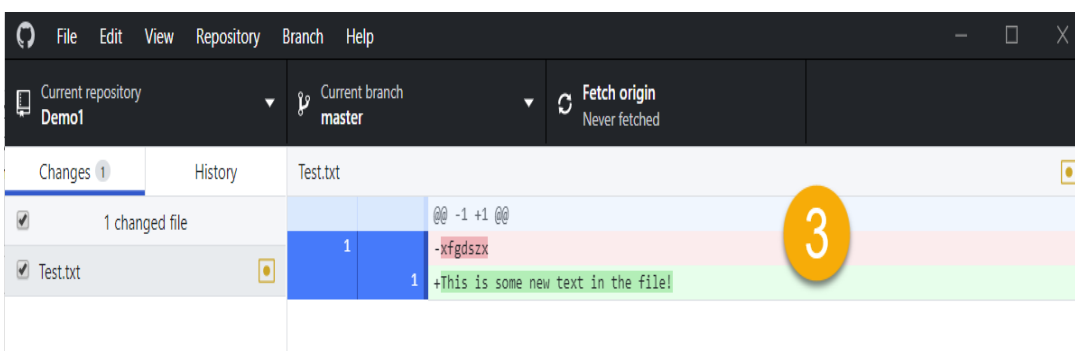 File Edit View Repository Branch Help
Current repository
Demo1
Current branch
master
Fetch origin
Never fetched
Changes 1 History
Test.txt
1 changed file
Test.txt
@@ -1 +1 @@
1 -xfgdszx
1 +This is some new text in the file!
3